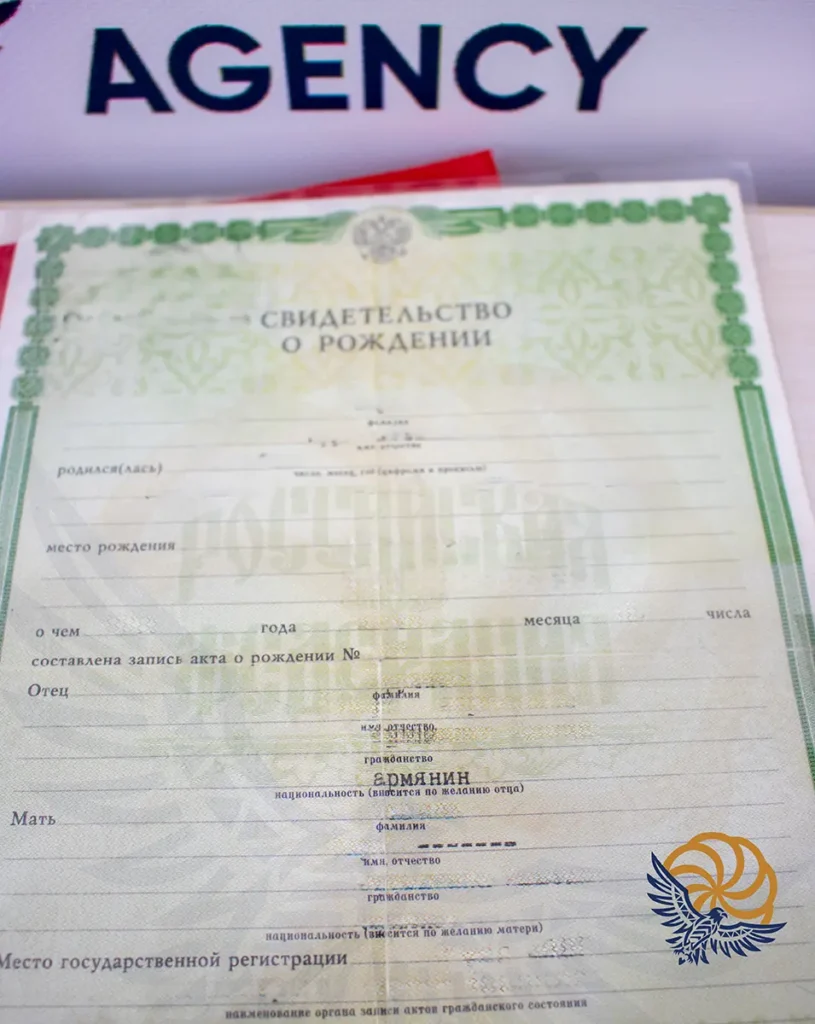 AGENCY
СВИДЕТЕЛЬСТВО
О РОЖДЕНИИ
фамилия
имя, отчество
родился(лась)
число, месяц, год (цифрами и прописью)
РОССИЙСКАЯ
место рождения
ФЕДЕРАЦИЯ
о чем года месяца числа
составлена запись акта о рождении №
Отец
фамилия
имя, отчество
гражданство
армянин
национальность (вносится по желанию отца)
Мать
фамилия
имя, отчество
гражданство
национальность (вносится по желанию матери)
Место государственной регистрации
наименование органа записи актов гражданского состояния